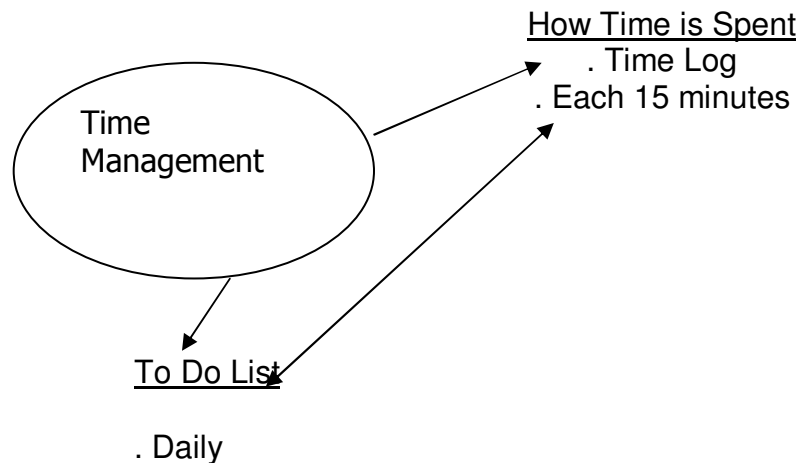 How Time is Spent
. Time Log
. Each 15 minutes
Time
Management
To Do List
. Daily